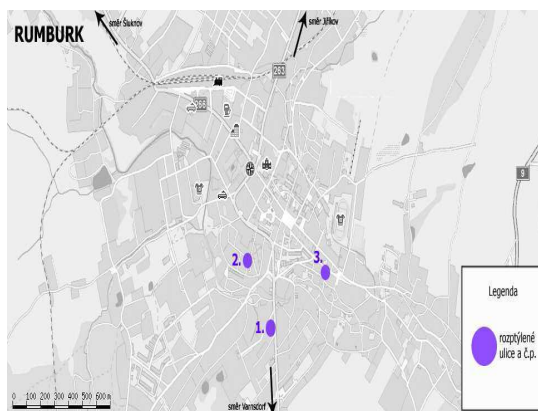 směr Šluknov
směr Jiříkov
RUMBURK
263
266
9
2.
3.
1.
Legenda
rozptýlené
ulice a č.p.
0 100 200 300 400 500 600 m
směr Varnsdorf